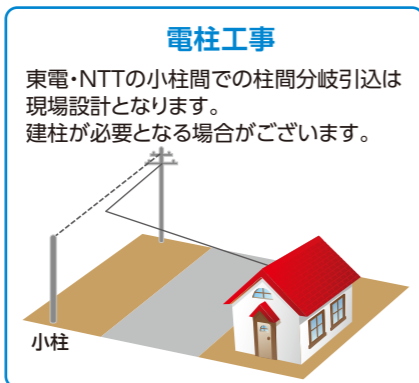 電柱工事
東電・NTTの小柱間での柱間分岐引込は
現場設計となります。
建柱が必要となる場合がございます。
小柱